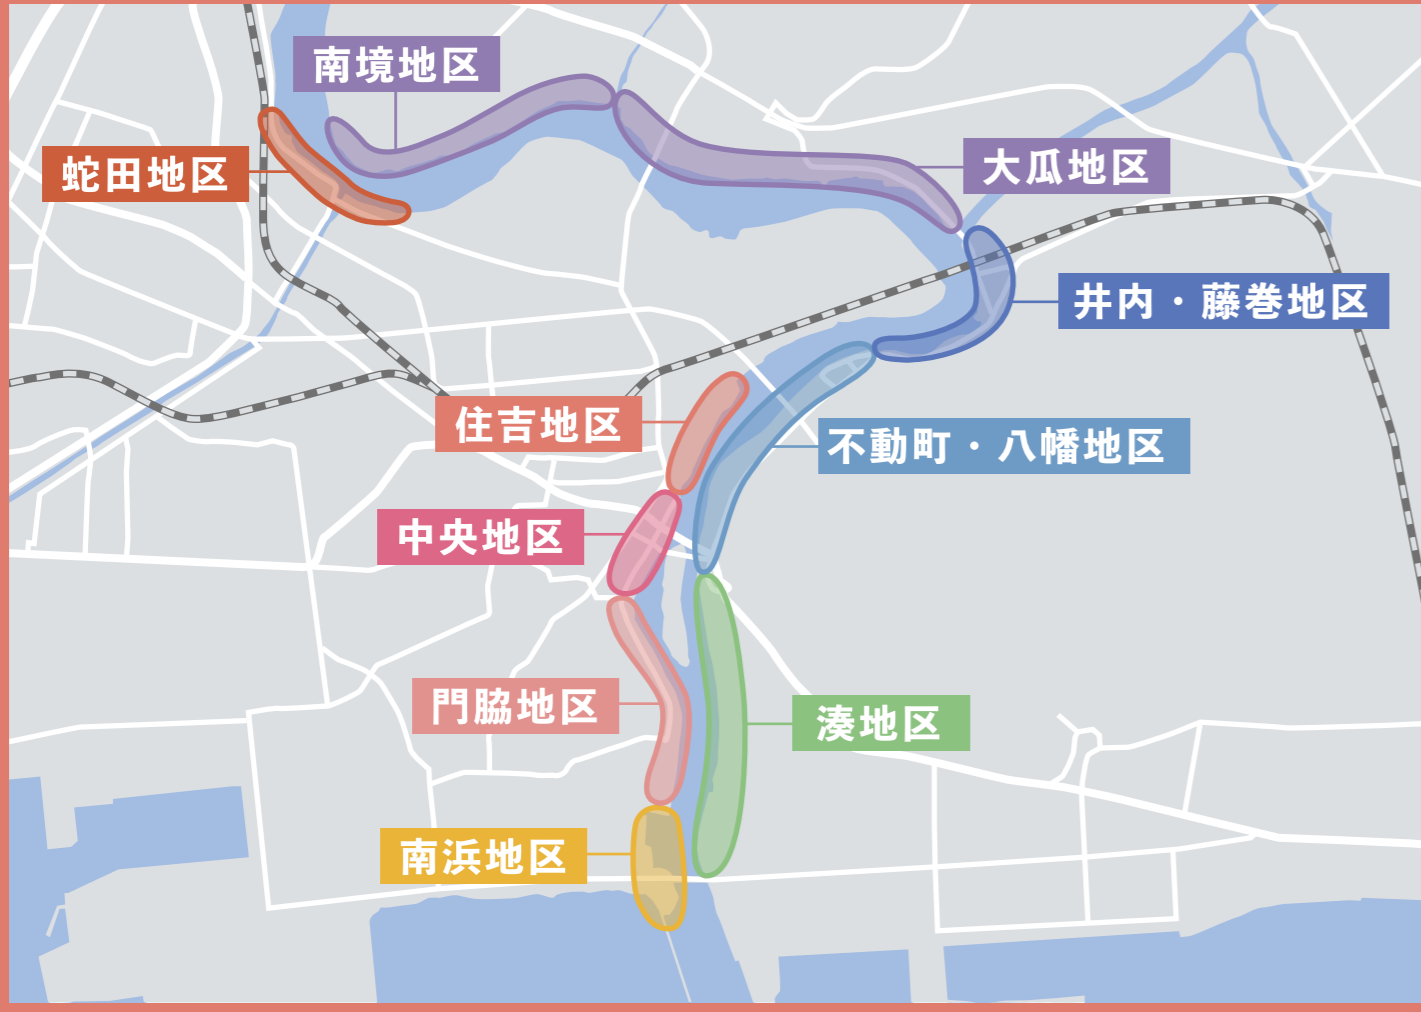 南境地区
蛇田地区
大瓜地区
井内・藤巻地区
住吉地区
不動町・八幡地区
中央地区
門脇地区
湊地区
南浜地区